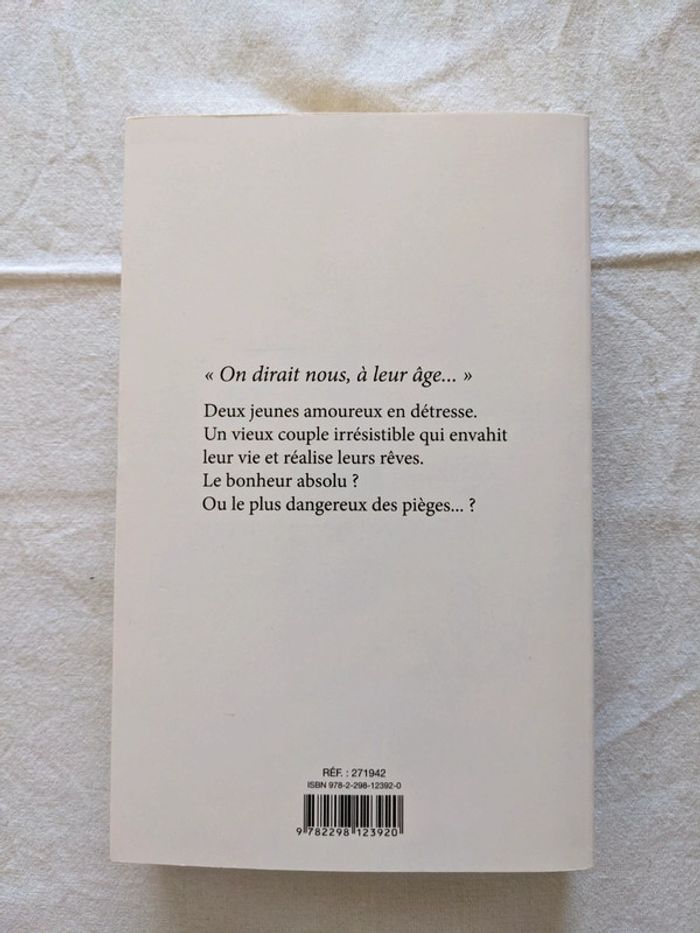 « On dirait nous, à leur âge... »
Deux jeunes amoureux en détresse.
Un vieux couple irrésistible qui envahit
leur vie et réalise leurs rêves.
Le bonheur absolu ?
Ou le plus dangereux des pièges... ?
RÉF. : 271942
ISBN 978-2-298-12392-0
9 782298 123920